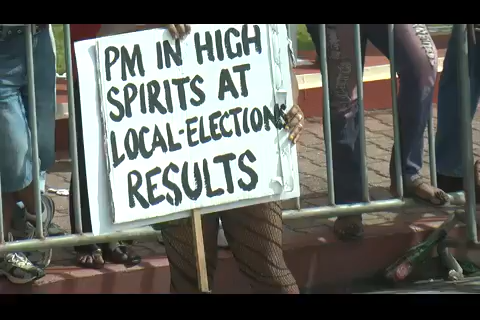 PM IN HIGH
SPIRITS AT
LOCAL-ELECTIONS
RESULTS